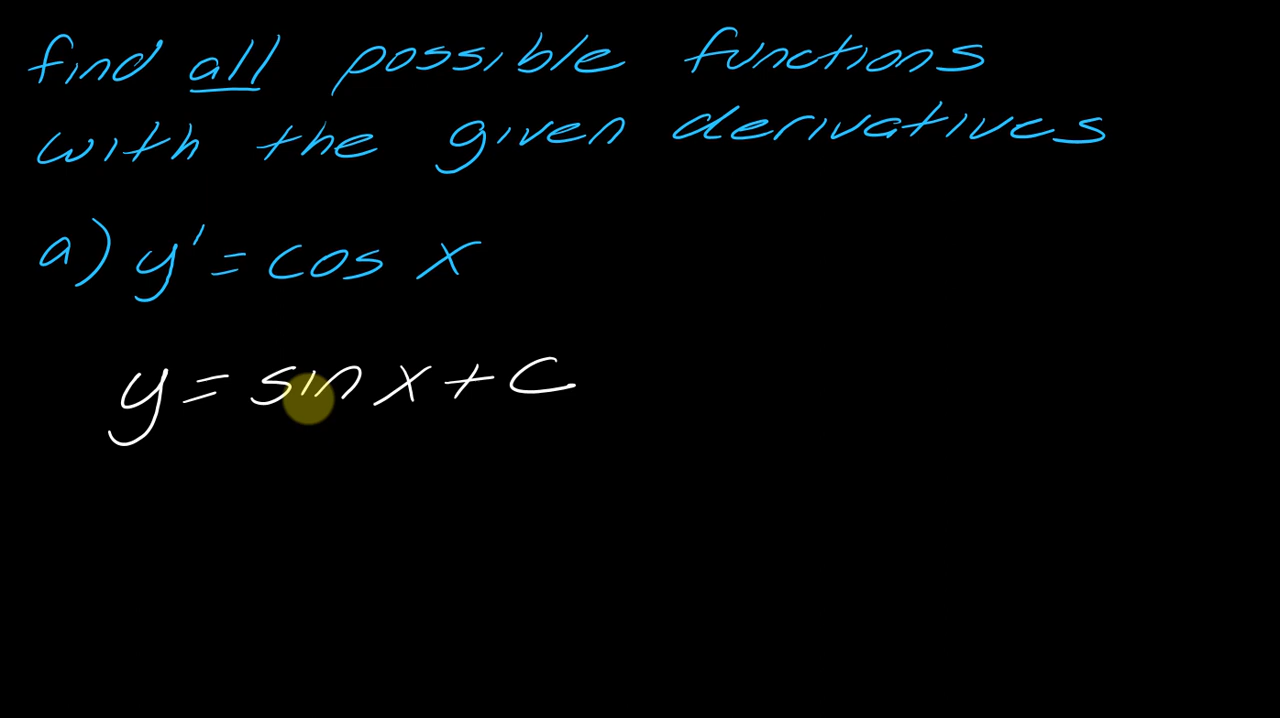 find all possible functions
with the given derivatives
a) y' = cos x
y = sin x + C